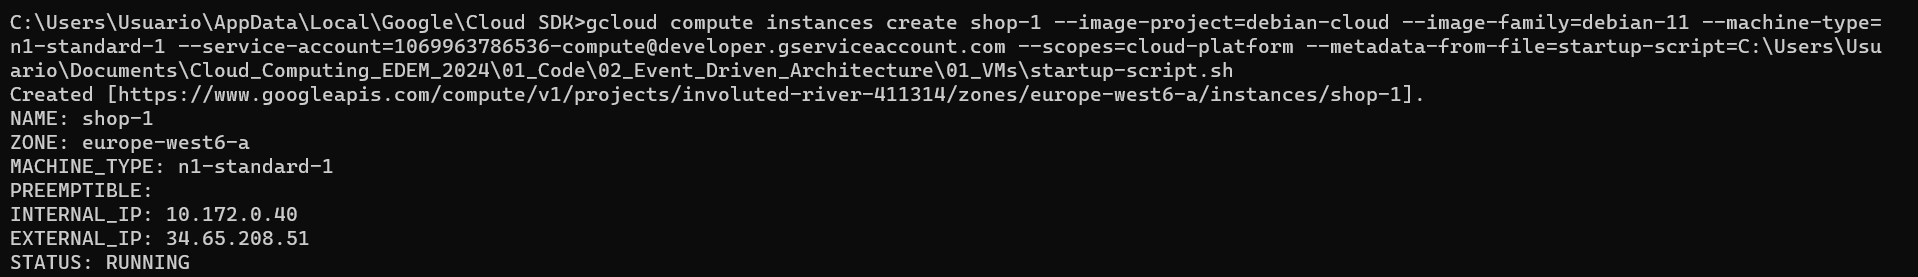 C:\Users\Usuario\AppData\Local\Google\Cloud SDK>gcloud compute instances create shop-1 --image-project=debian-cloud --image-family=debian-11 --machine-type=
n1-standard-1 --service-account=1069963786536-compute@developer.gserviceaccount.com --scopes=cloud-platform --metadata-from-file=startup-script=C:\Users\Usu
ario\Documents\Cloud_Computing_EDEM_2024\01_Code\02_Event_Driven_Architecture\01_VMs\startup-script.sh
Created [https://www.googleapis.com/compute/v1/projects/involuted-river-411314/zones/europe-west6-a/instances/shop-1].
NAME: shop-1
ZONE: europe-west6-a
MACHINE_TYPE: n1-standard-1
PREEMPTIBLE:
INTERNAL_IP: 10.172.0.40
EXTERNAL_IP: 34.65.208.51
STATUS: RUNNING